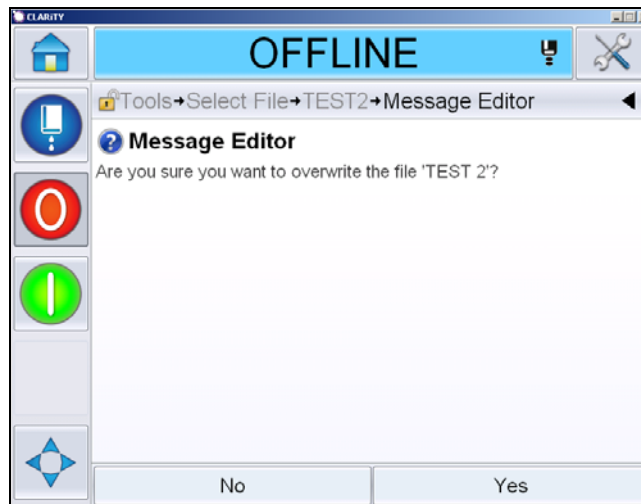 CLARiTY
OFFLINE
Tools→Select File→TEST2→Message Editor
Message Editor
Are you sure you want to overwrite the file 'TEST 2'?
No Yes